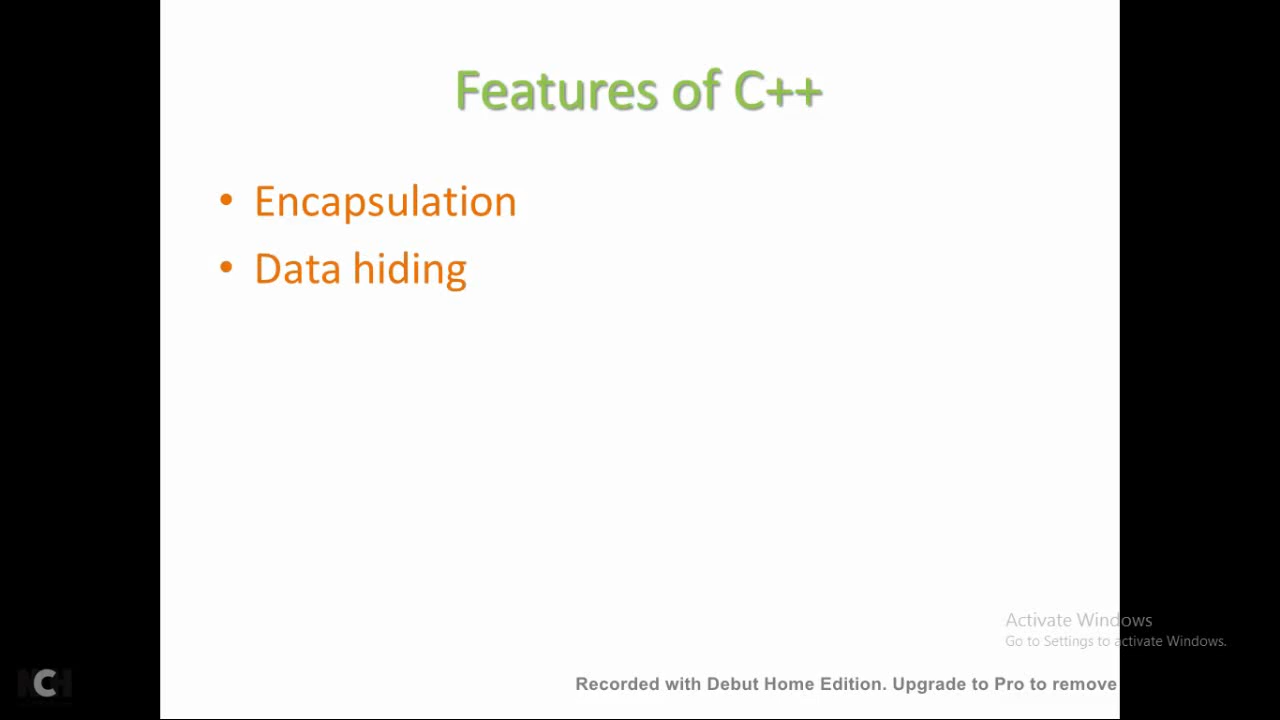 Features of C++
• Encapsulation
• Data hiding
Activate Windows
Go to Settings to activate Windows.
NCH
Recorded with Debut Home Edition. Upgrade to Pro to remove